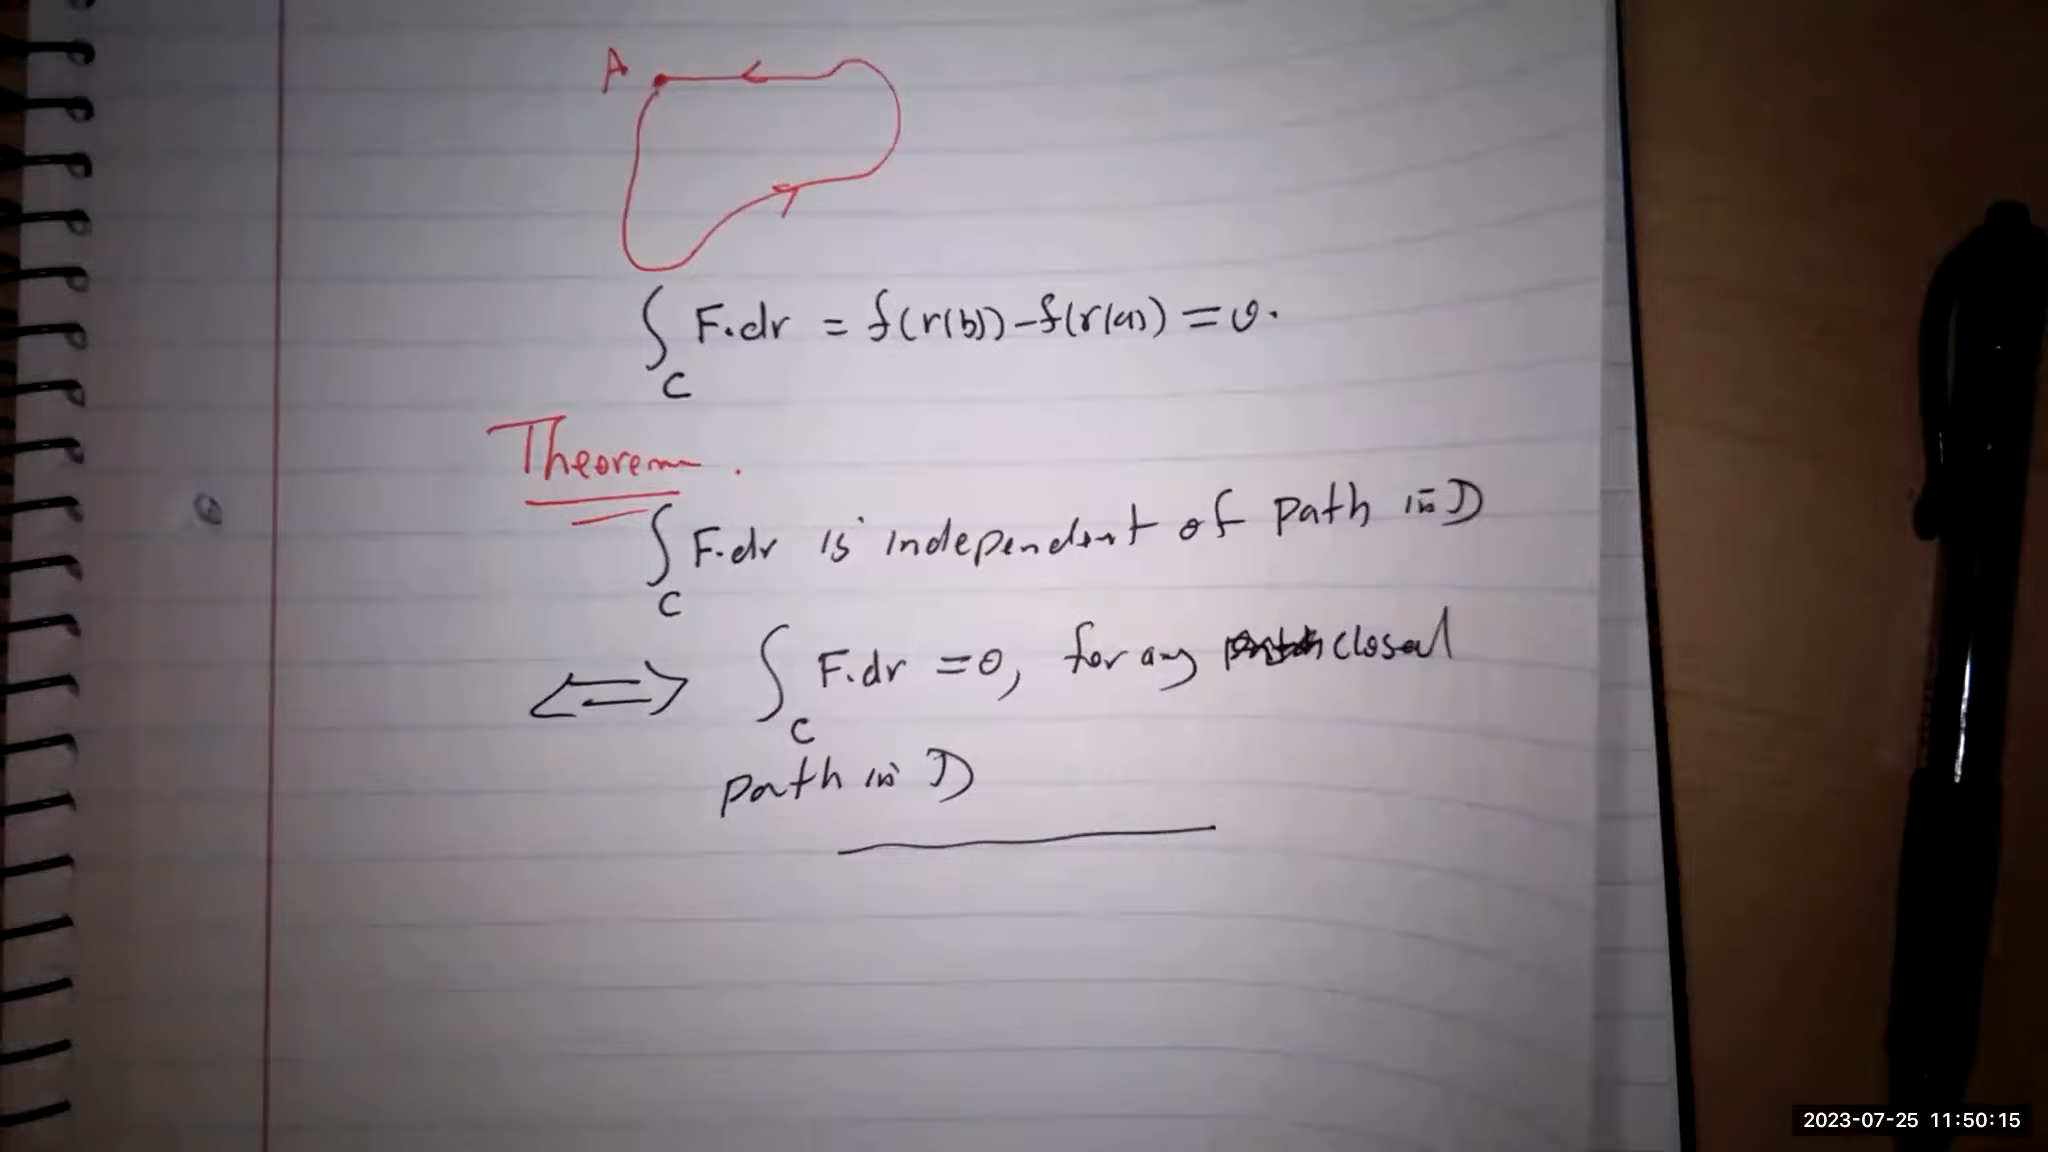 A
∫_C F.dr = f(r(b)) - f(r(a)) = 0.
Theorem.
∫_C F.dr is independent of path in D
<=> ∫_C F.dr = 0, for any closed
path in D
2023-07-25 11:50:15